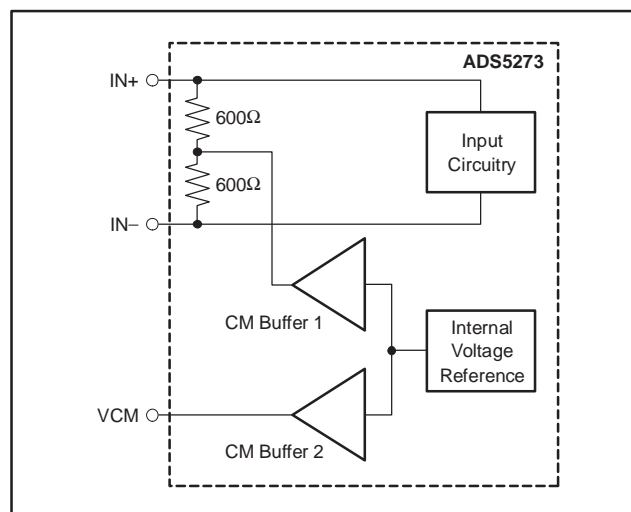 ADS5273
IN+
600Ω
Input
Circuitry
600Ω
IN−
CM Buffer 1
Internal
Voltage
Reference
VCM
CM Buffer 2